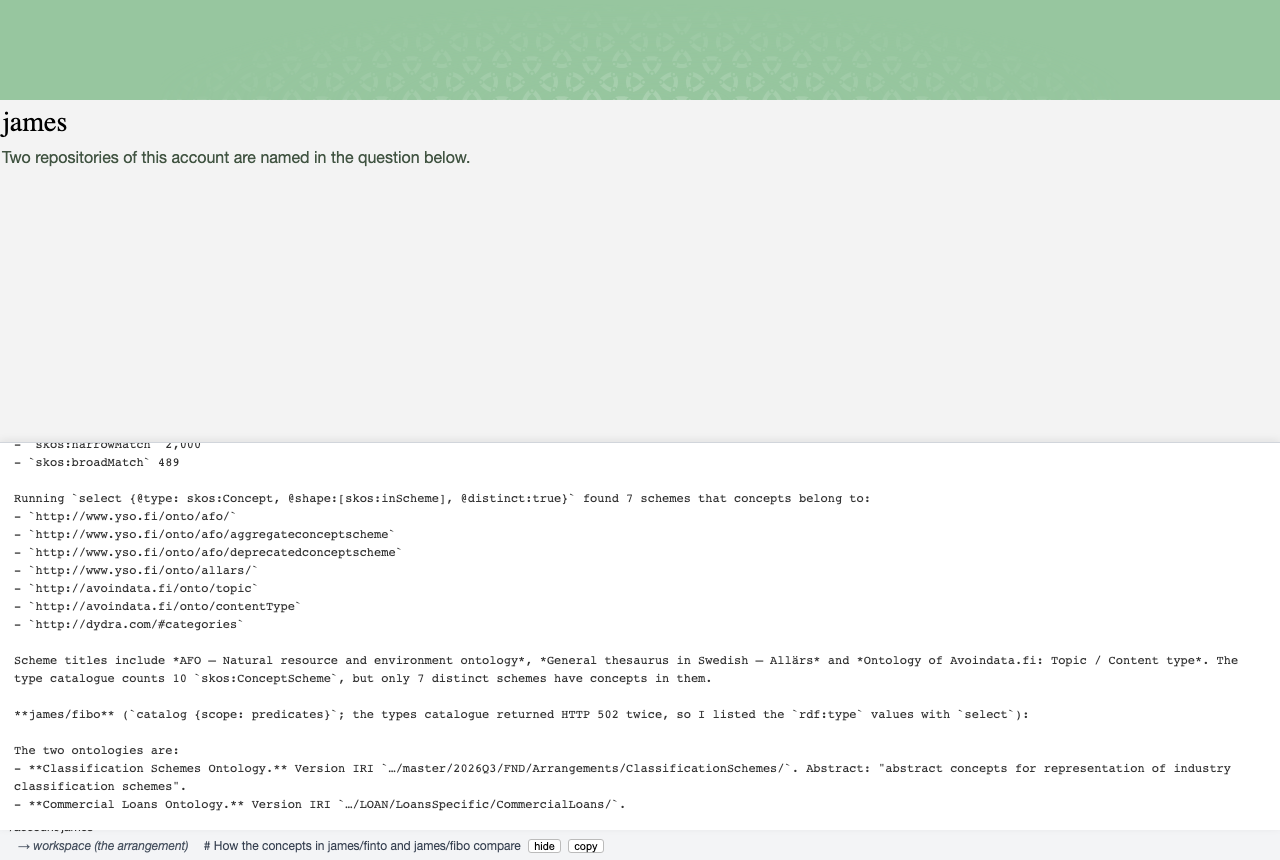 james
Two repositories of this account are named in the question below.
- `skos:narrowMatch` 2,000
- `skos:broadMatch` 489
Running `select {@type: skos:Concept, @shape:[skos:inScheme], @distinct:true}` found 7 schemes that concepts belong to:
- `http://www.yso.fi/onto/afo/`
- `http://www.yso.fi/onto/afo/aggregateconceptscheme`
- `http://www.yso.fi/onto/afo/deprecatedconceptscheme`
- `http://www.yso.fi/onto/allars/`
- `http://avoindata.fi/onto/topic`
- `http://avoindata.fi/onto/contentType`
- `http://dydra.com/#categories`
Scheme titles include *AFO — Natural resource and environment ontology*, *General thesaurus in Swedish — Allärs* and *Ontology of Avoindata.fi: Topic / Content type*. The
type catalogue counts 10 `skos:ConceptScheme`, but only 7 distinct schemes have concepts in them.
**james/fibo** (`catalog {scope: predicates}`; the types catalogue returned HTTP 502 twice, so I listed the `rdf:type` values with `select`):
The two ontologies are:
- **Classification Schemes Ontology.** Version IRI `…/master/2026Q3/FND/Arrangements/ClassificationSchemes/`. Abstract: "abstract concepts for representation of industry
classification schemes".
- **Commercial Loans Ontology.** Version IRI `…/LOAN/LoansSpecific/CommercialLoans/`.
→ workspace (the arrangement) # How the concepts in james/finto and james/fibo compare hide copy